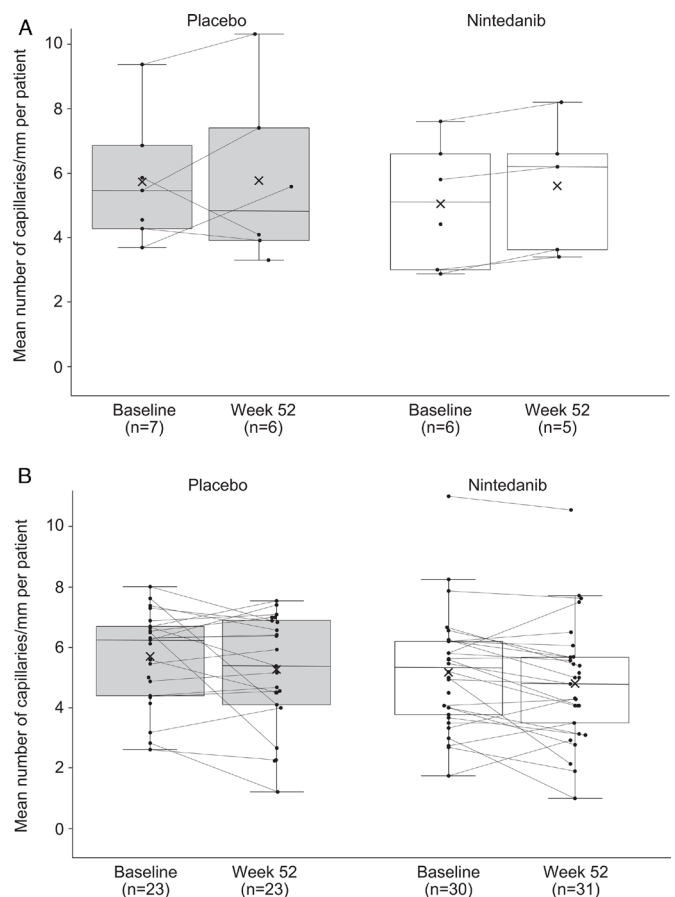 A
Placebo
Nintedanib
Mean number of capillaries/mm per patient
10
8
6
4
2
0
Baseline
(n=7)
Week 52
(n=6)
Baseline
(n=6)
Week 52
(n=5)
B
Placebo
Nintedanib
Mean number of capillaries/mm per patient
10
8
6
4
2
0
Baseline
(n=23)
Week 52
(n=23)
Baseline
(n=30)
Week 52
(n=31)